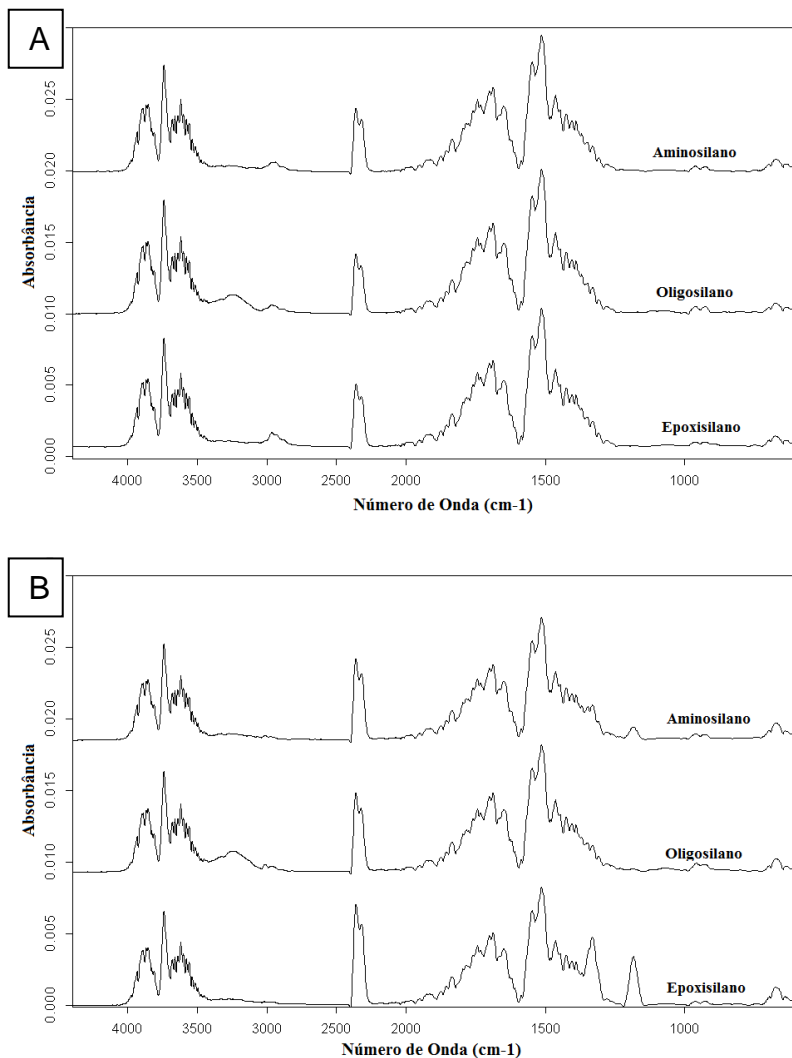 A
Absorbância
0.025
0.020
0.015
0.010
0.005
0.000
Aminosilano
Oligosilano
Epoxisilano
4000 3500 3000 2500 2000 1500 1000
Número de Onda (cm-1)
B
Absorbância
0.025
0.020
0.015
0.010
0.005
0.000
Aminosilano
Oligosilano
Epoxisilano
4000 3500 3000 2500 2000 1500 1000
Número de Onda (cm-1)